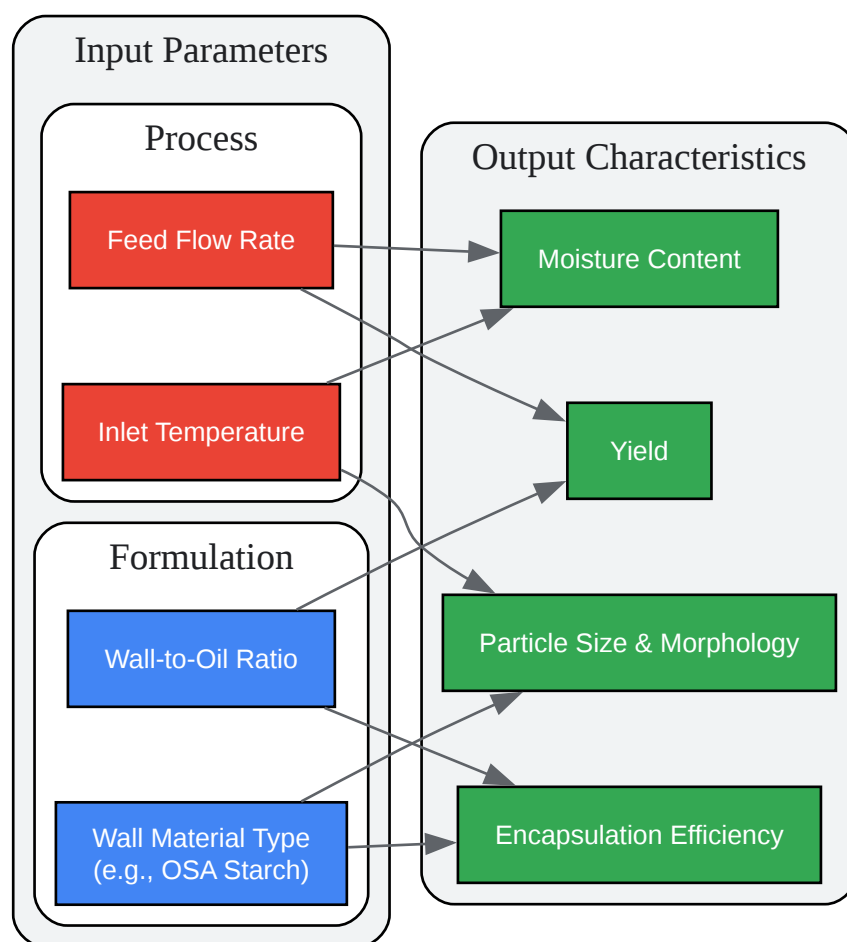 Input Parameters
Process
Feed Flow Rate
Inlet Temperature
Formulation
Wall-to-Oil Ratio
Wall Material Type
(e.g., OSA Starch)
Output Characteristics
Moisture Content
Yield
Particle Size & Morphology
Encapsulation Efficiency